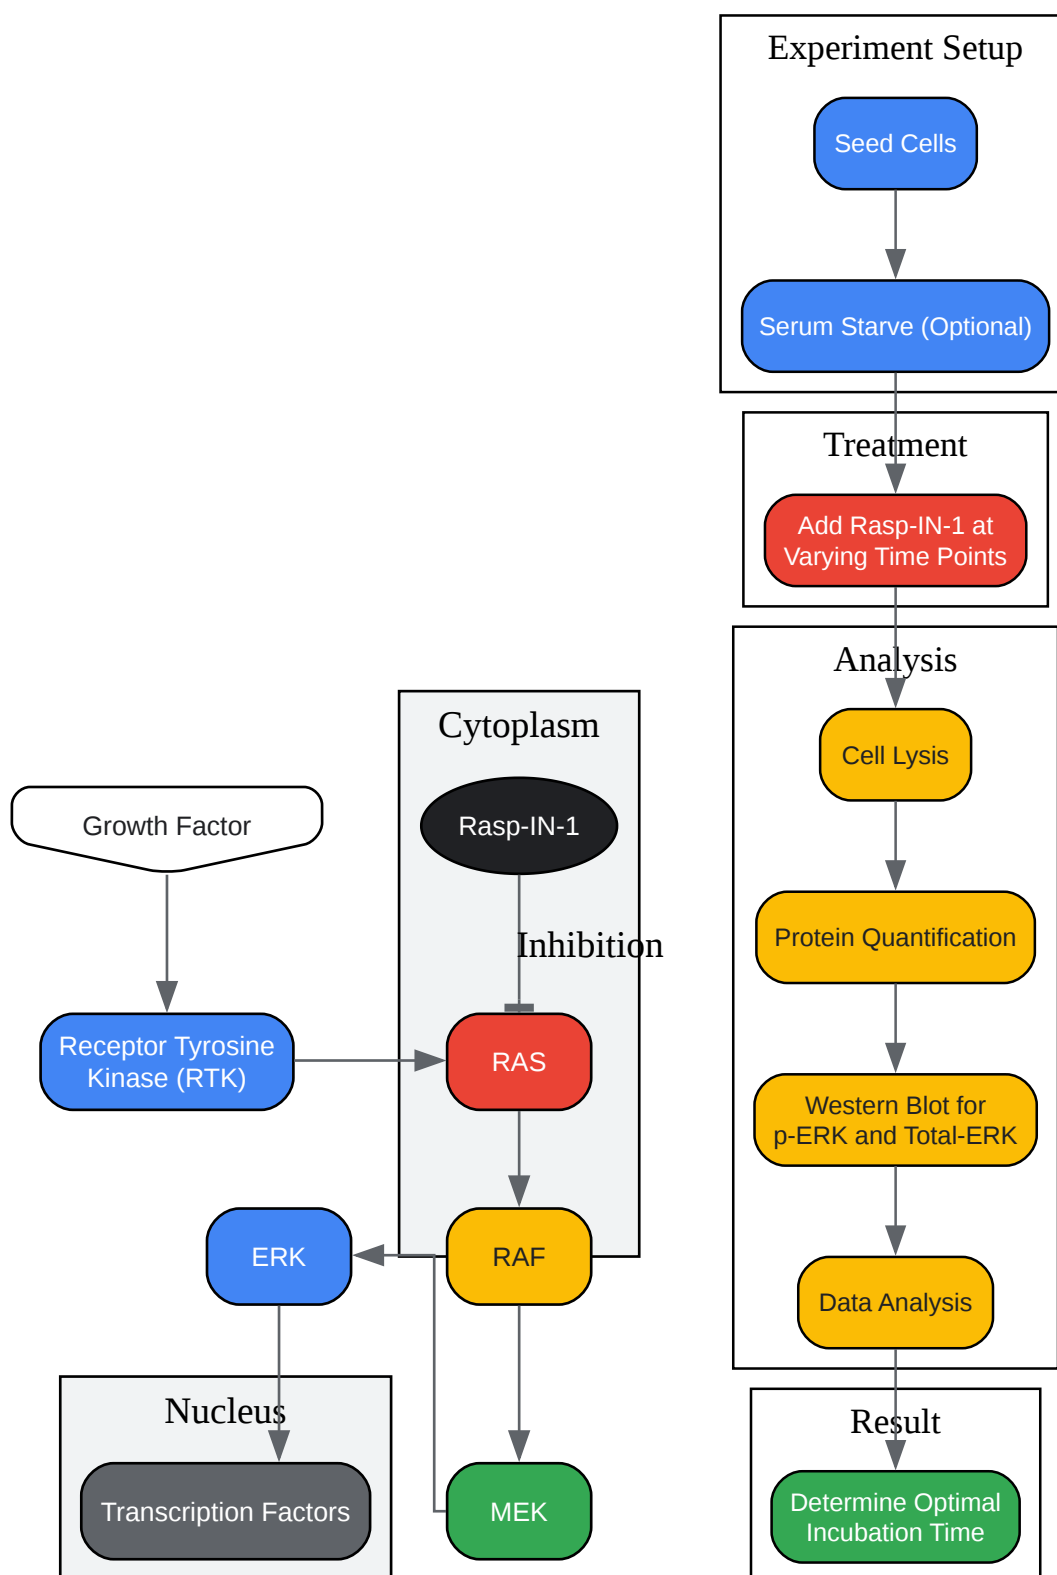 Experiment Setup
Seed Cells
Serum Starve (Optional)
Treatment
Add Rasp-IN-1 at
Varying Time Points
Analysis
Cell Lysis
Protein Quantification
Western Blot for
p-ERK and Total-ERK
Data Analysis
Result
Determine Optimal
Incubation Time
Cytoplasm
Growth Factor
Rasp-IN-1
Inhibition
Receptor Tyrosine
Kinase (RTK)
RAS
ERK
RAF
Nucleus
Transcription Factors
MEK